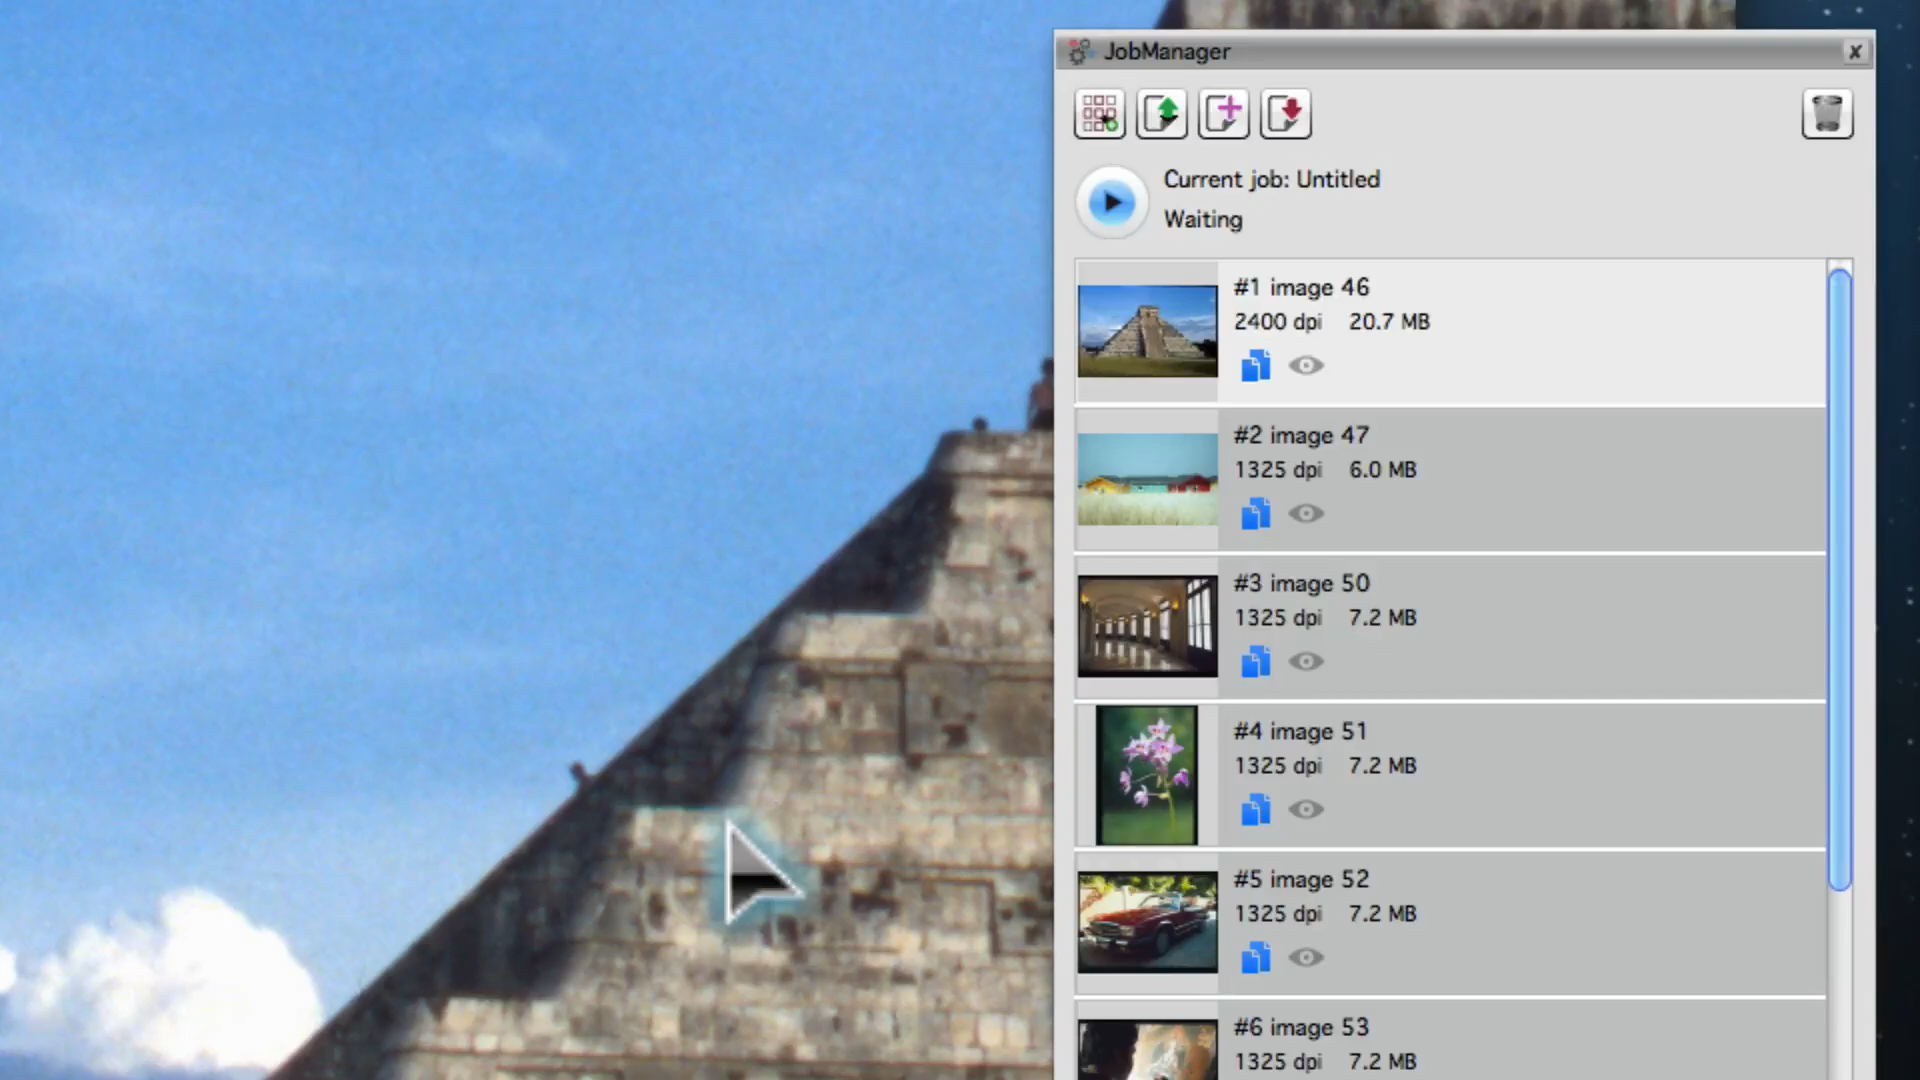 JobManager
Current job: Untitled
Waiting
#1 image 46
2400 dpi 20.7 MB
#2 image 47
1325 dpi 6.0 MB
#3 image 50
1325 dpi 7.2 MB
#4 image 51
1325 dpi 7.2 MB
#5 image 52
1325 dpi 7.2 MB
#6 image 53
1325 dpi 7.2 MB